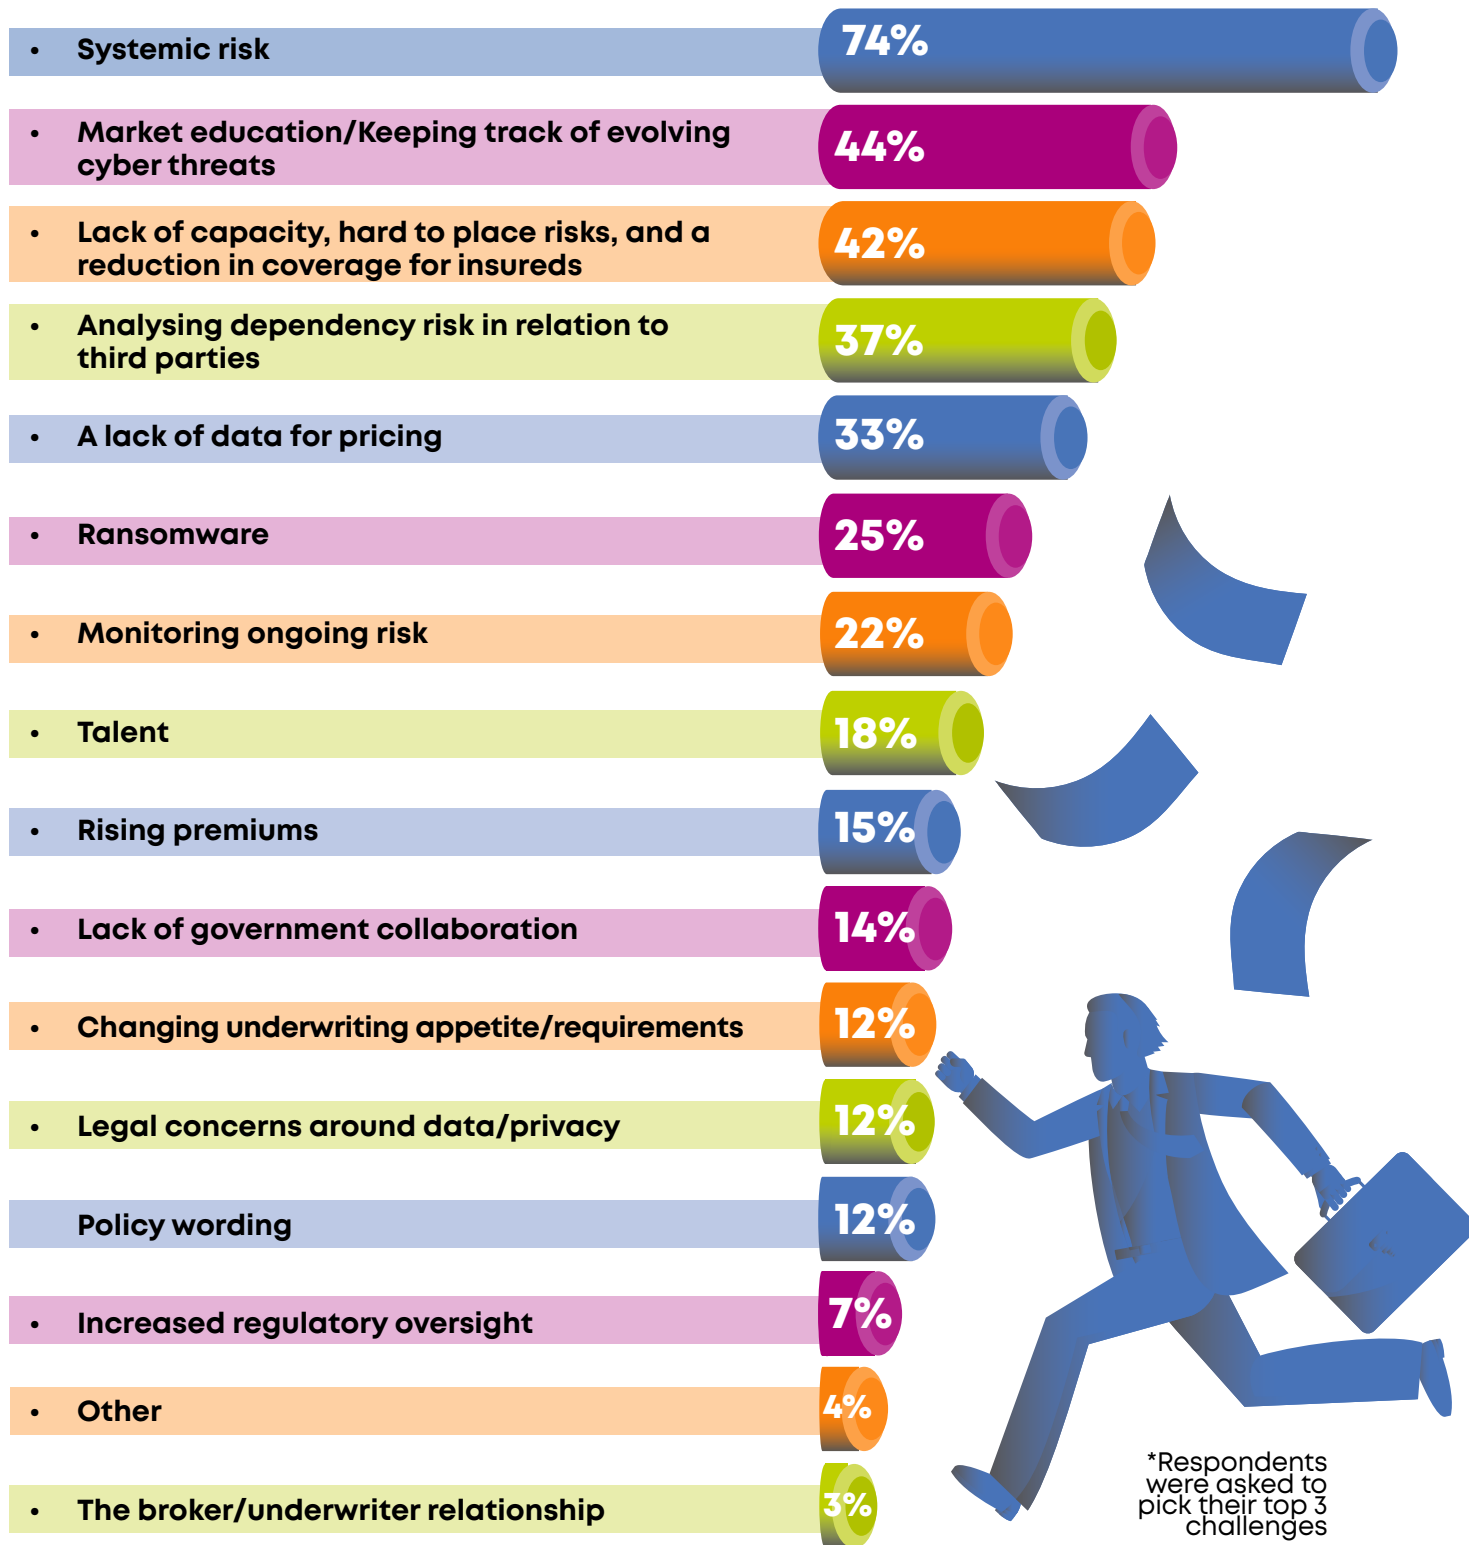 • Systemic risk 74%
• Market education/Keeping track of evolving
cyber threats 44%
• Lack of capacity, hard to place risks, and a
reduction in coverage for insureds 42%
• Analysing dependency risk in relation to
third parties 37%
• A lack of data for pricing 33%
• Ransomware 25%
• Monitoring ongoing risk 22%
• Talent 18%
• Rising premiums 15%
• Lack of government collaboration 14%
• Changing underwriting appetite/requirements 12%
• Legal concerns around data/privacy 12%
Policy wording 12%
• Increased regulatory oversight 7%
• Other 4%
• The broker/underwriter relationship 3%
*Respondents
were asked to
pick their top 3
challenges